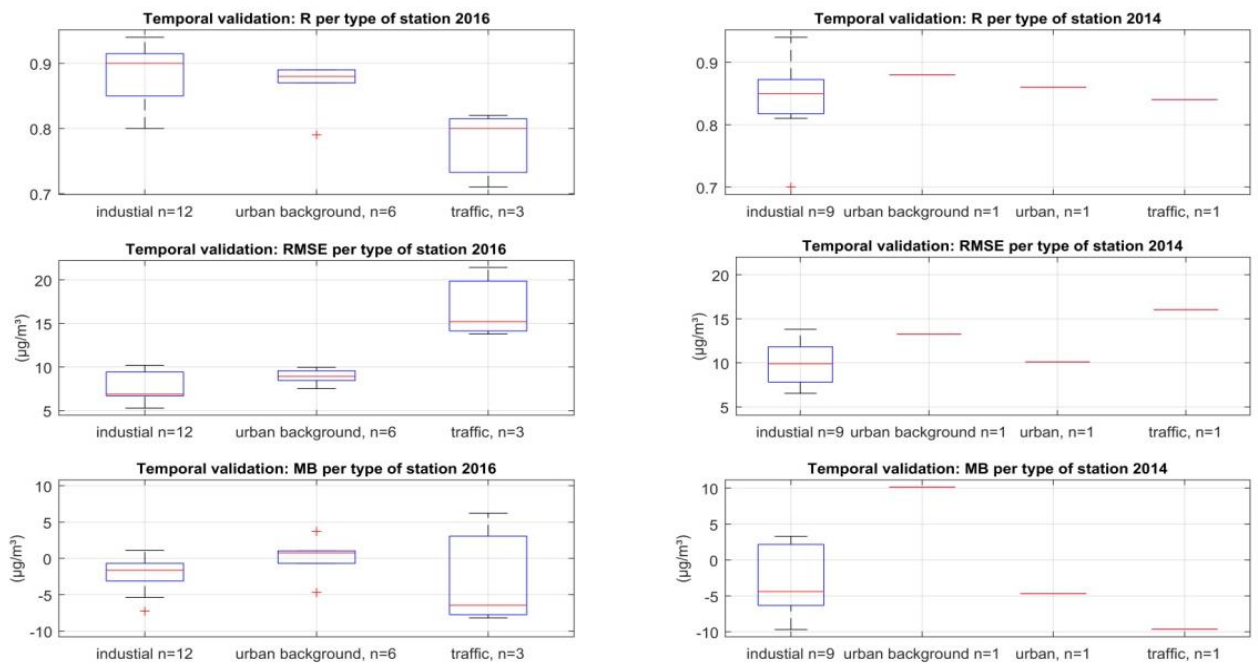 Temporal validation: R per type of station 2016
0.9
0.8
0.7
industial n=12 urban background, n=6 traffic, n=3
Temporal validation: R per type of station 2014
0.9
0.8
0.7
industial n=9 urban background n=1 urban, n=1 traffic, n=1
Temporal validation: RMSE per type of station 2016
(µg/m³)
20
15
10
5
industial n=12 urban background, n=6 traffic, n=3
Temporal validation: RMSE per type of station 2014
(µg/m³)
20
15
10
5
industial n=9 urban background n=1 urban, n=1 traffic, n=1
Temporal validation: MB per type of station 2016
(µg/m³)
10
5
0
-5
-10
industial n=12 urban background, n=6 traffic, n=3
Temporal validation: MB per type of station 2014
(µg/m³)
10
5
0
-5
-10
industial n=9 urban background n=1 urban, n=1 traffic, n=1